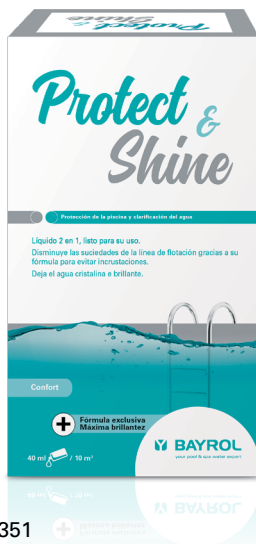 Protect & Shine
Protect &
Shine
Protección de la piscina y clarificación del agua
Líquido 2 en 1, listo para su uso.
Disminuye las suciedades de la línea de flotación gracias a su
fórmula para evitar incrustaciones.
Deja el agua cristalina e brillante.
Confort
+ Fórmula exclusiva
Máxima brillantez
40 ml / 10 m³
BAYROL
your pool & spa water expert
351